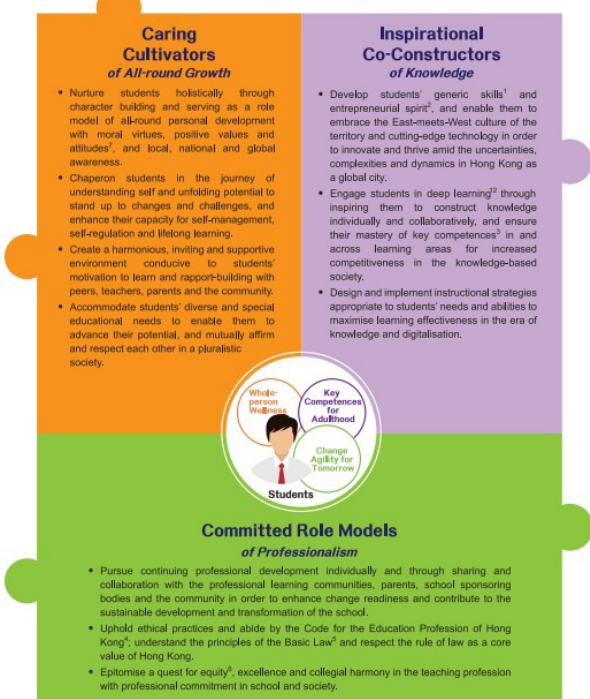 Caring
Cultivators
of All-round Growth
• Nurture students holistically through
character building and serving as a role
model of all-round personal development
with moral virtues, positive values and
attitudes⁷, and local, national and global
awareness.
• Chaperon students in the journey of
understanding self and unfolding potential to
stand up to changes and challenges, and
enhance their capacity for self-management,
self-regulation and lifelong learning.
• Create a harmonious, inviting and supportive
environment conducive to students'
motivation to learn and rapport-building with
peers, teachers, parents and the community.
• Accommodate students' diverse and special
educational needs to enable them to
advance their potential, and mutually affirm
and respect each other in a pluralistic
society.
Inspirational
Co-Constructors
of Knowledge
• Develop students' generic skills¹ and
entrepreneurial spirit², and enable them to
embrace the East-meets-West culture of the
territory and cutting-edge technology in order
to innovate and thrive amid the uncertainties,
complexities and dynamics in Hong Kong as
a global city.
• Engage students in deep learning¹² through
inspiring them to construct knowledge
individually and collaboratively, and ensure
their mastery of key competences³ in and
across learning areas for increased
competitiveness in the knowledge-based
society.
• Design and implement instructional strategies
appropriate to students' needs and abilities to
maximise learning effectiveness in the era of
knowledge and digitalisation.
Whole-
person
Wellness
Key
Competences
for
Adulthood
Change
Agility for
Tomorrow
Students
Committed Role Models
of Professionalism
• Pursue continuing professional development individually and through sharing and
collaboration with the professional learning communities, parents, school sponsoring
bodies and the community in order to enhance change readiness and contribute to the
sustainable development and transformation of the school.
• Uphold ethical practices and abide by the Code for the Education Profession of Hong
Kong⁴; understand the principles of the Basic Law⁵ and respect the rule of law as a core
value of Hong Kong.
• Epitomise a quest for equity⁶, excellence and collegial harmony in the teaching profession
with professional commitment in school and society.